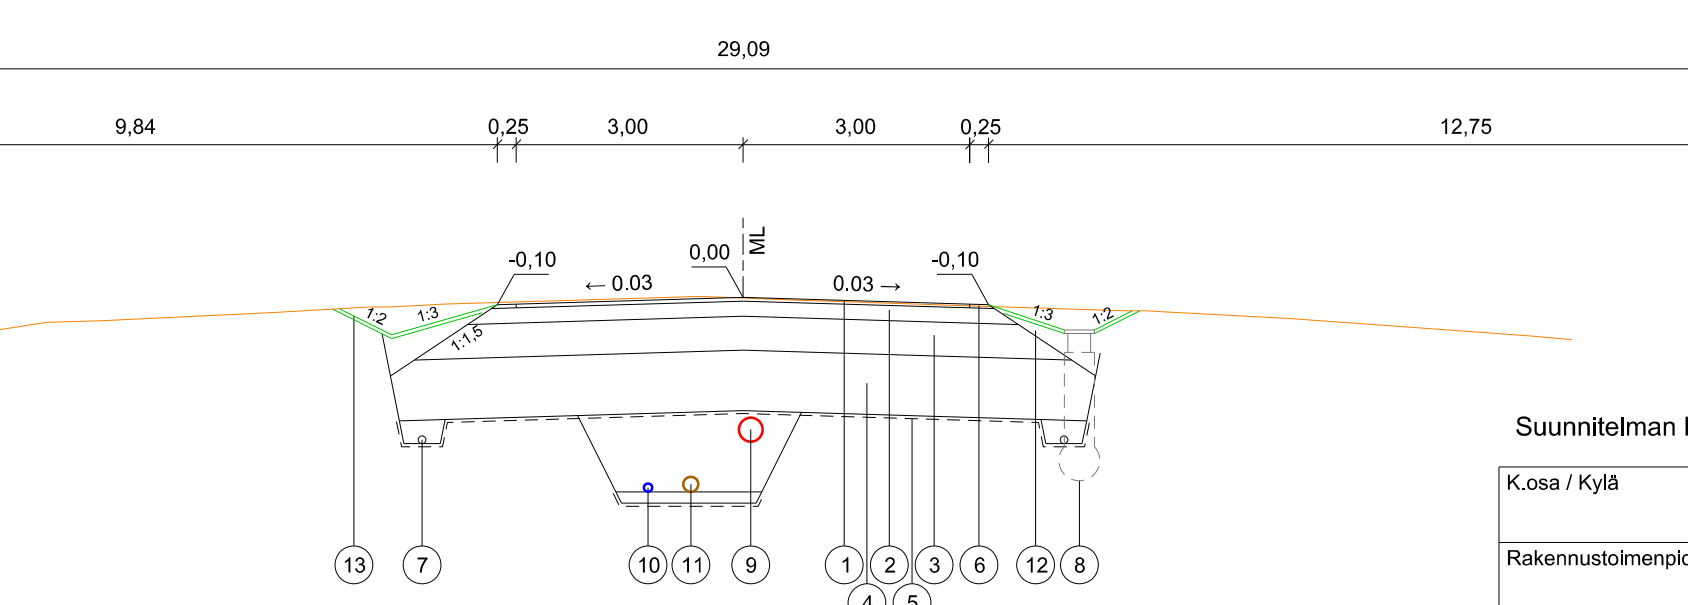 29,09
9,84 0,25 3,00 3,00 0,25 12,75
ML
-0,10 0,00 -0,10
← 0.03 0.03 →
1:2 1:3 1:3 1:2
1:1,5
Suunnitelman
K.osa / Kylä
13 7 10 11 9 1 2 3 6 12 8
Rakennustoimenpid
4 5